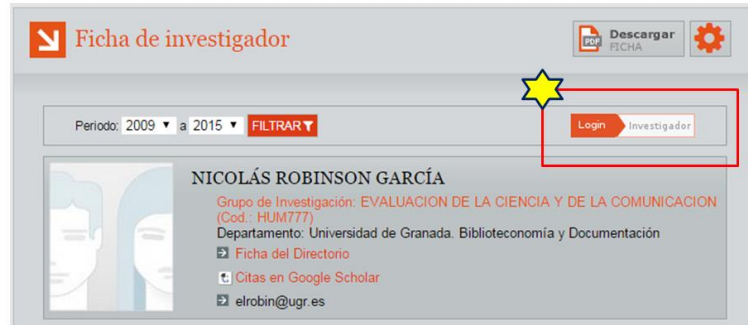 Ficha de investigador
PDF
Descargar
FICHA
Periodo: 2009 a 2015 FILTRAR
Login Investigador
NICOLÁS ROBINSON GARCÍA
Grupo de Investigación: EVALUACION DE LA CIENCIA Y DE LA COMUNICACION
(Cod.: HUM777)
Departamento: Universidad de Granada. Biblioteconomía y Documentación
Ficha del Directorio
Citas en Google Scholar
elrobin@ugr.es